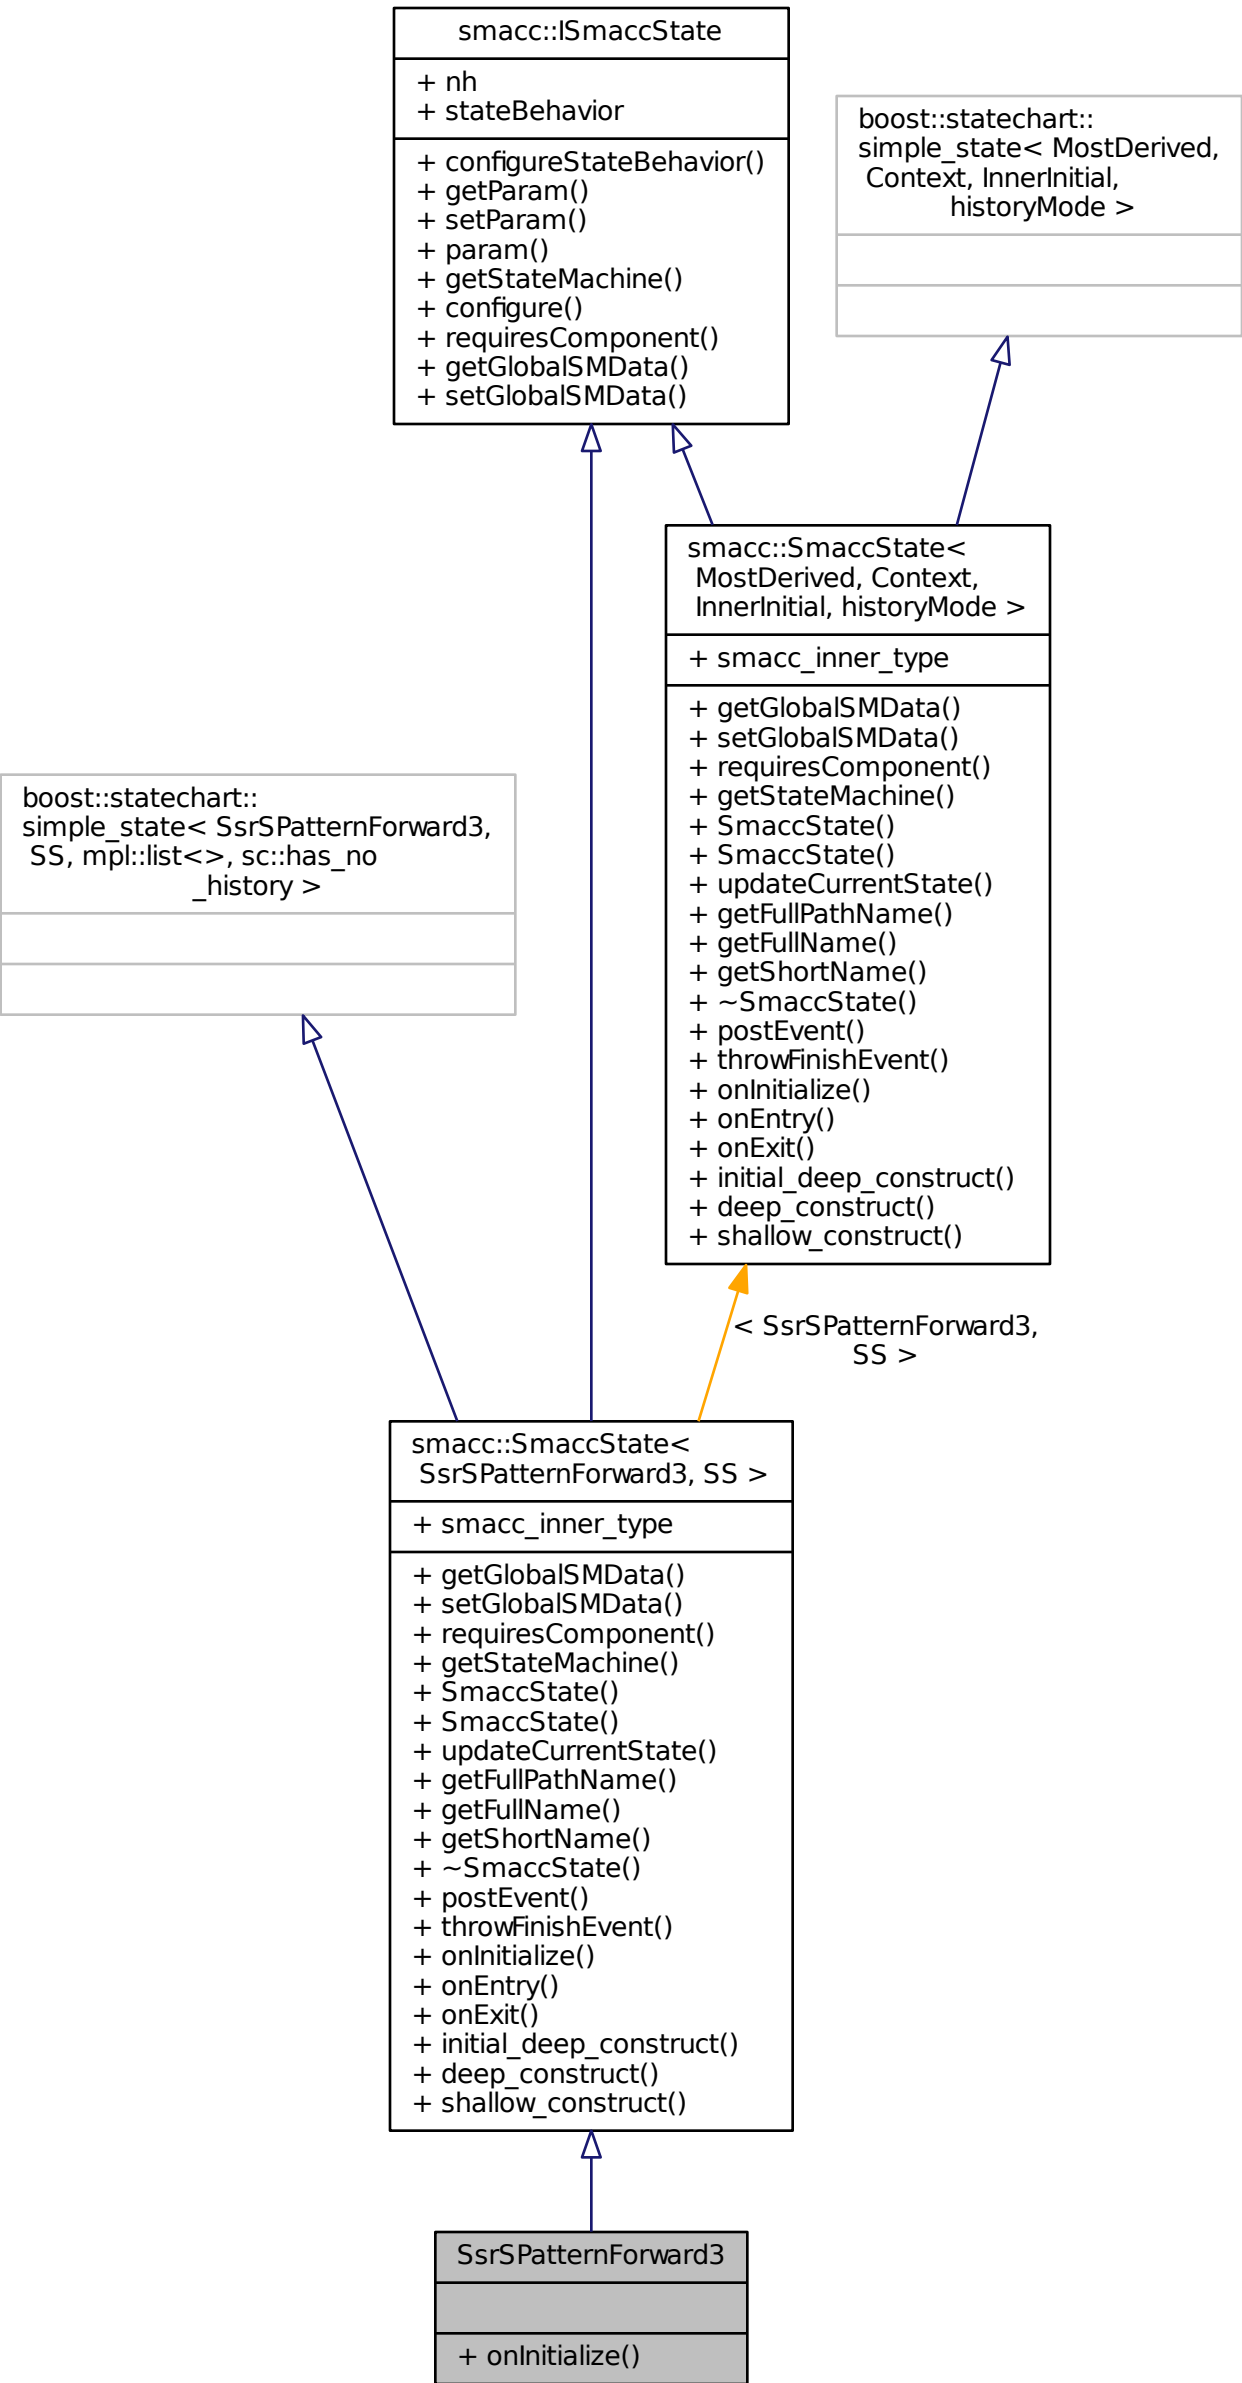 smacc::ISmaccState
+ nh
+ stateBehavior
+ configureStateBehavior()
+ getParam()
+ setParam()
+ param()
+ getStateMachine()
+ configure()
+ requiresComponent()
+ getGlobalSMData()
+ setGlobalSMData()
boost::statechart::
simple_state< MostDerived,
Context, InnerInitial,
historyMode >
smacc::SmaccState<
MostDerived, Context,
InnerInitial, historyMode >
+ smacc_inner_type
+ getGlobalSMData()
+ setGlobalSMData()
+ requiresComponent()
+ getStateMachine()
+ SmaccState()
+ SmaccState()
+ updateCurrentState()
+ getFullPathName()
+ getFullName()
+ getShortName()
+ ~SmaccState()
+ postEvent()
+ throwFinishEvent()
+ onInitialize()
+ onEntry()
+ onExit()
+ initial_deep_construct()
+ deep_construct()
+ shallow_construct()
boost::statechart::
simple_state< SsrSPatternForward3,
SS, mpl::list<>, sc::has_no
_history >
< SsrSPatternForward3,
SS >
smacc::SmaccState<
SsrSPatternForward3, SS >
+ smacc_inner_type
+ getGlobalSMData()
+ setGlobalSMData()
+ requiresComponent()
+ getStateMachine()
+ SmaccState()
+ SmaccState()
+ updateCurrentState()
+ getFullPathName()
+ getFullName()
+ getShortName()
+ ~SmaccState()
+ postEvent()
+ throwFinishEvent()
+ onInitialize()
+ onEntry()
+ onExit()
+ initial_deep_construct()
+ deep_construct()
+ shallow_construct()
SsrSPatternForward3
+ onInitialize()